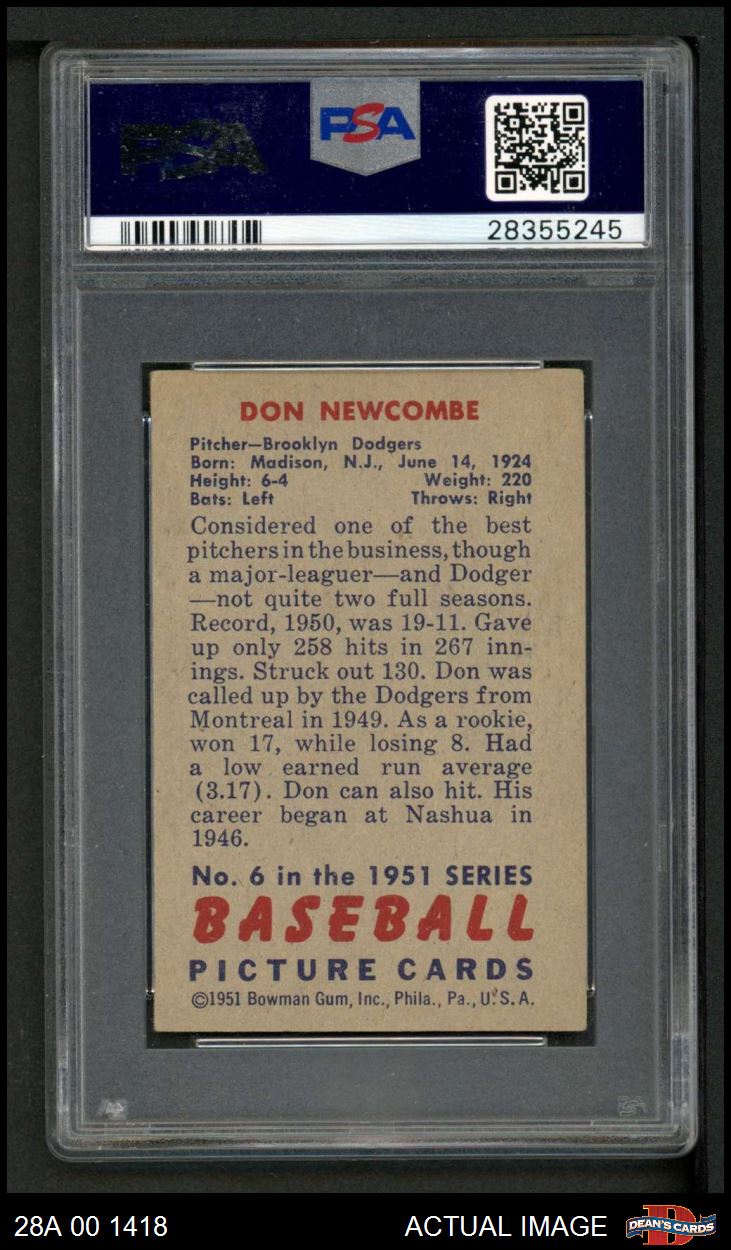 PSA
PSA
28355245
DON NEWCOMBE
Pitcher—Brooklyn Dodgers
Born: Madison, N.J., June 14, 1924
Height: 6-4 Weight: 220
Bats: Left Throws: Right
Considered one of the best
pitchers in the business, though
a major-leaguer—and Dodger
—not quite two full seasons.
Record, 1950, was 19-11. Gave
up only 258 hits in 267 inn-
ings. Struck out 130. Don was
called up by the Dodgers from
Montreal in 1949. As a rookie,
won 17, while losing 8. Had
a low earned run average
(3.17). Don can also hit. His
career began at Nashua in
1946.
No. 6 in the 1951 SERIES
BASEBALL
PICTURE CARDS
©1951 Bowman Gum, Inc., Phila., Pa., U.S.A.
PSA
28A 00 1418 ACTUAL IMAGE DEAN'S CARDS